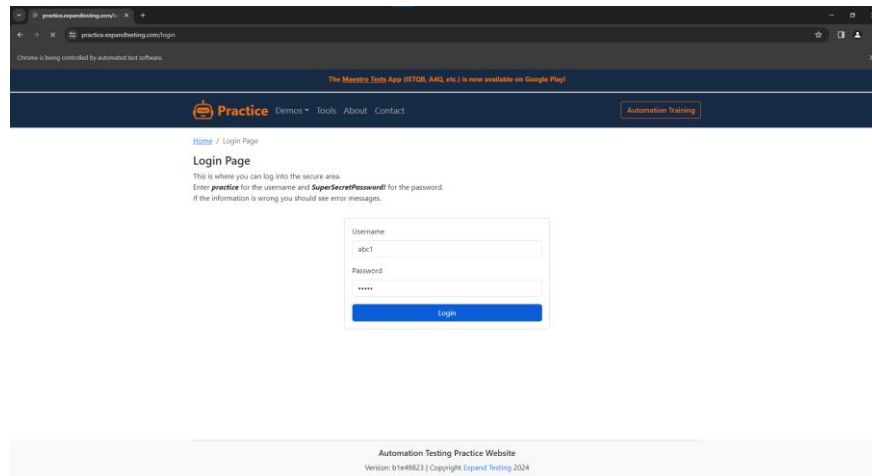 practice.expandtesting.com/lo
practice.expandtesting.com/login
Chrome is being controlled by automated test software.
The Maestro Tests App (ISTQB, A4Q, etc.) is now available on Google Play!
Practice Demos Tools About Contact Automation Training
Home / Login Page
Login Page
This is where you can log into the secure area.
Enter practice for the username and SuperSecretPassword! for the password.
If the information is wrong you should see error messages.
Username
abc1
Password
•••••
Login
Automation Testing Practice Website
Version: b1e49823 | Copyright Expand Testing 2024